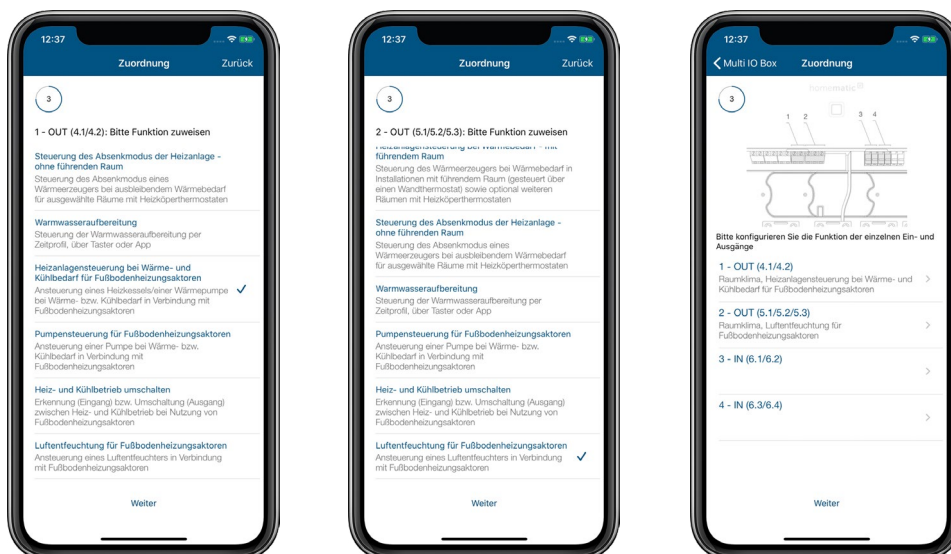 12:37
Zuordnung
Zurück
3
1 - OUT (4.1/4.2): Bitte Funktion zuweisen
Steuerung des Absenkmodus der Heizanlage -
ohne führenden Raum
Steuerung des Absenkmodus eines
Wärmeerzeugers bei ausbleibendem Wärmebedarf
für ausgewählte Räume mit Heizköperthermostaten
Warmwasseraufbereitung
Steuerung der Warmwasseraufbereitung per
Zeitprofil, über Taster oder App
Heizanlagensteuerung bei Wärme- und
Kühlbedarf für Fußbodenheizungsaktoren
Ansteuerung eines Heizkessels/einer Wärmepumpe
bei Wärme- bzw. Kühlbedarf in Verbindung mit
Fußbodenheizungsaktoren
Pumpensteuerung für Fußbodenheizungsaktoren
Ansteuerung einer Pumpe bei Wärme- bzw.
Kühlbedarf in Verbindung mit
Fußbodenheizungsaktoren
Heiz- und Kühlbetrieb umschalten
Erkennung (Eingang) bzw. Umschaltung (Ausgang)
zwischen Heiz- und Kühlbetrieb bei Nutzung von
Fußbodenheizungsaktoren
Luftentfeuchtung für Fußbodenheizungsaktoren
Ansteuerung eines Luftentfeuchters in Verbindung
mit Fußbodenheizungsaktoren
Weiter
12:37
Zuordnung
Zurück
3
2 - OUT (5.1/5.2/5.3): Bitte Funktion zuweisen
Heizanlagensteuerung bei Wärmebedarf - mit
führendem Raum
Steuerung des Wärmeerzeugers bei Wärmebedarf in
Installationen mit führendem Raum (gesteuert über
einen Wandthermostat) sowie optional weiteren
Räumen mit Heizköperthermostaten
Steuerung des Absenkmodus der Heizanlage -
ohne führenden Raum
Steuerung des Absenkmodus eines
Wärmeerzeugers bei ausbleibendem Wärmebedarf
für ausgewählte Räume mit Heizköperthermostaten
Warmwasseraufbereitung
Steuerung der Warmwasseraufbereitung per
Zeitprofil, über Taster oder App
Pumpensteuerung für Fußbodenheizungsaktoren
Ansteuerung einer Pumpe bei Wärme- bzw.
Kühlbedarf in Verbindung mit
Fußbodenheizungsaktoren
Heiz- und Kühlbetrieb umschalten
Erkennung (Eingang) bzw. Umschaltung (Ausgang)
zwischen Heiz- und Kühlbetrieb bei Nutzung von
Fußbodenheizungsaktoren
Luftentfeuchtung für Fußbodenheizungsaktoren
Ansteuerung eines Luftentfeuchters in Verbindung
mit Fußbodenheizungsaktoren
Weiter
12:37
Multi IO Box
Zuordnung
3
homematic IP
1 2 3 4
Bitte konfigurieren Sie die Funktion der einzelnen Ein- und
Ausgänge
1 - OUT (4.1/4.2)
Raumklima, Heizanlagensteuerung bei Wärme- und
Kühlbedarf für Fußbodenheizungsaktoren
2 - OUT (5.1/5.2/5.3)
Raumklima, Luftentfeuchtung für
Fußbodenheizungsaktoren
3 - IN (6.1/6.2)
4 - IN (6.3/6.4)
Weiter